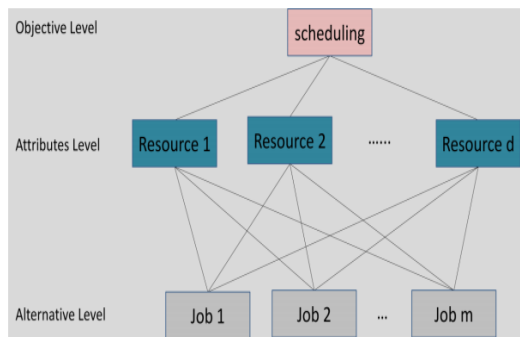 Objective Level
scheduling
Attributes Level
Resource 1
Resource 2
......
Resource d
Alternative Level
Job 1
Job 2
...
Job m